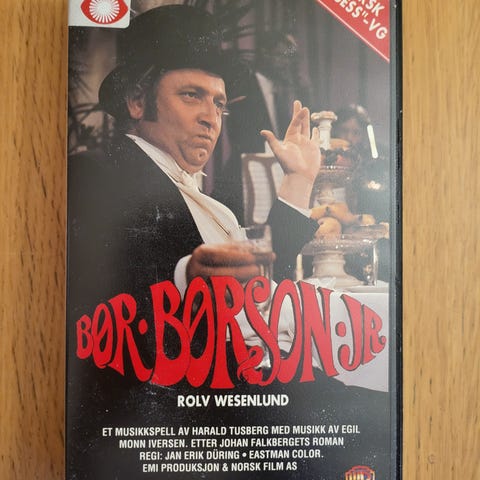 VG
BØR·BØRSON·JR
ROLV WESENLUND
ET MUSIKKSPELL AV HARALD TUSBERG MED MUSIKK AV EGIL
MONN IVERSEN. ETTER JOHAN FALKBERGETS ROMAN
REGI: JAN ERIK DÜRING • EASTMAN COLOR.
EMI PRODUKSJON & NORSK FILM AS